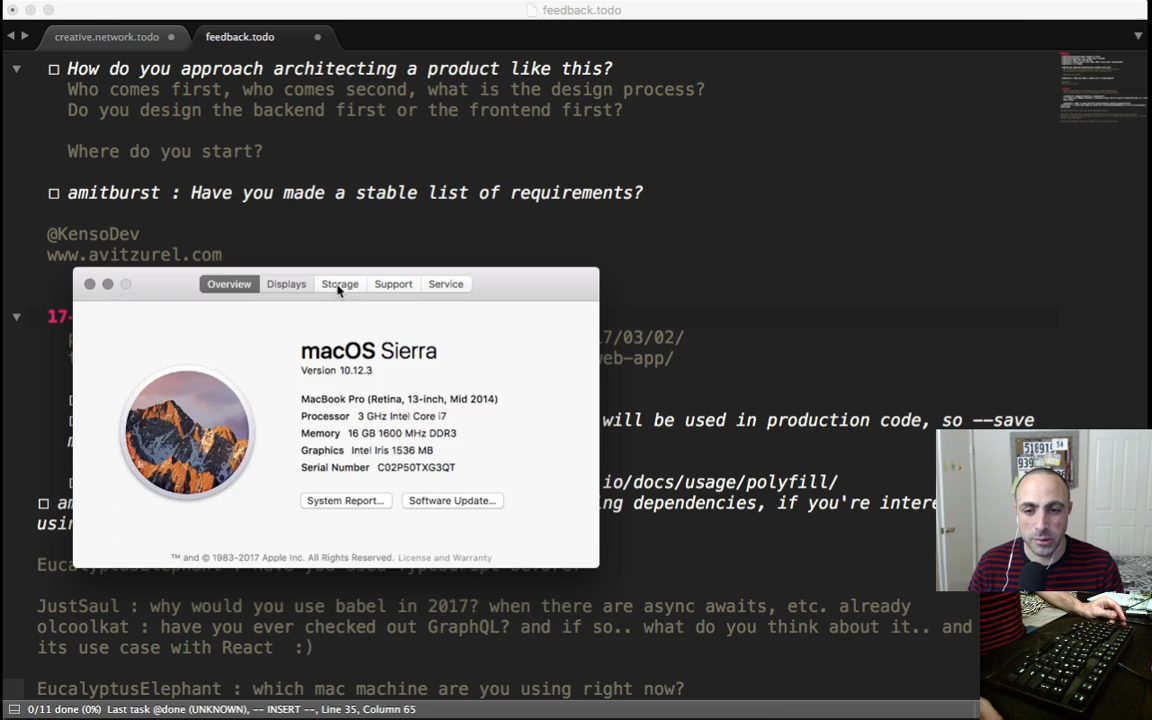 feedback.todo
creative.network.todo
feedback.todo
How do you approach architecting a product like this?
Who comes first, who comes second, what is the design process?
Do you design the backend first or the frontend first?
Where do you start?
amitburst : Have you made a stable list of requirements?
@KensoDev
www.avitzurel.com
17-
7/03/02/
web-app/
will be used in production code, so --save
io/docs/usage/polyfill/
ng dependencies, if you're intere
usin
Overview Displays Storage Support Service
macOS Sierra
Version 10.12.3
MacBook Pro (Retina, 13-inch, Mid 2014)
Processor 3 GHz Intel Core i7
Memory 16 GB 1600 MHz DDR3
Graphics Intel Iris 1536 MB
Serial Number C02P50TXG3QT
System Report... Software Update...
™ and © 1983-2017 Apple Inc. All Rights Reserved. License and Warranty
JustSaul : why would you use babel in 2017? when there are async awaits, etc. already
olcoolkat : have you ever checked out GraphQL? and if so.. what do you think about it.. and
its use case with React :)
EucalyptusElephant : which mac machine are you using right now?
0/11 done (0%) Last task @done (UNKNOWN), -- INSERT --, Line 35, Column 65